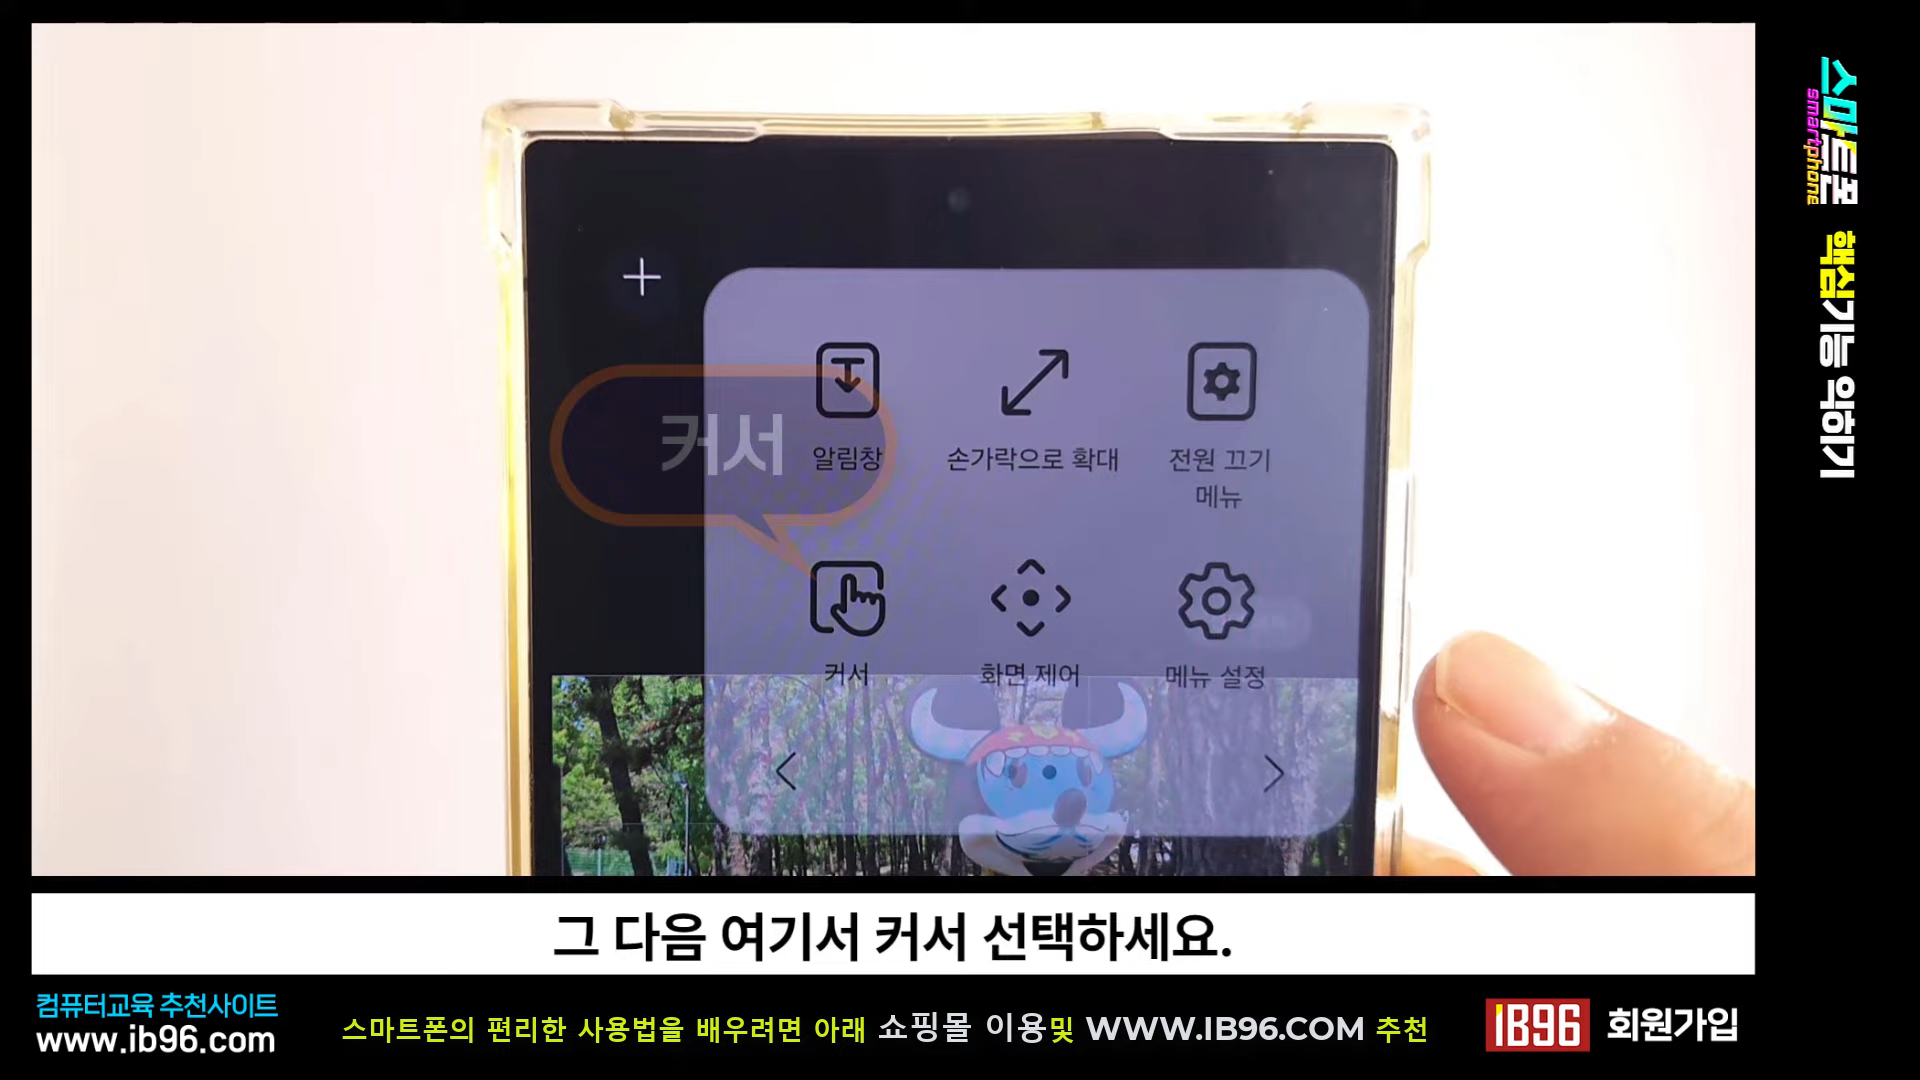 커서
알림창
손가락으로 확대
전원 끄기
메뉴
커서
화면 제어
메뉴 설정
스마트폰 핵심기능 익히기
smartphone
그 다음 여기서 커서 선택하세요.
컴퓨터교육 추천사이트
www.ib96.com
스마트폰의 편리한 사용법을 배우려면 아래 쇼핑몰 이용및 WWW.IB96.COM 추천
IB96 회원가입